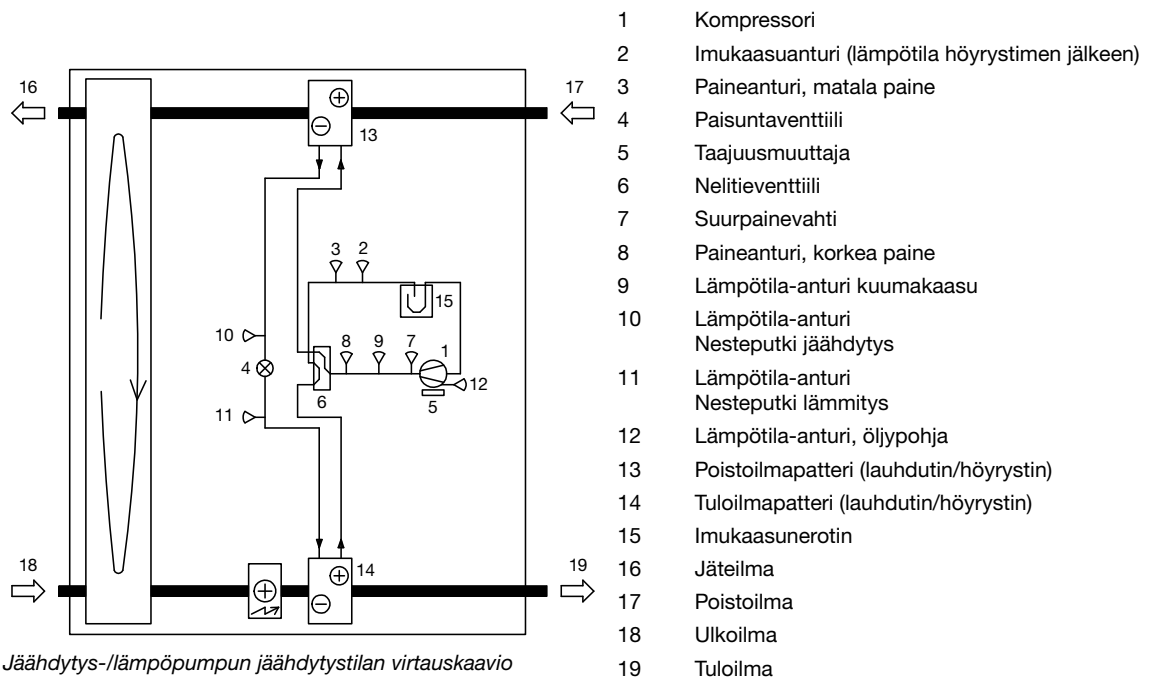 16
17
13
3
2
15
10
8
9
7
1
4
12
6
5
11
18
14
19
Jäähdytys-/lämpöpumpun jäähdytystilan virtauskaavio
1 Kompressori
2 Imukaasuanturi (lämpötila höyrystimen jälkeen)
3 Paineanturi, matala paine
4 Paisuntaventtiili
5 Taajuusmuuttaja
6 Nelitieventtiili
7 Suurpainevahti
8 Paineanturi, korkea paine
9 Lämpötila-anturi kuumakaasu
10 Lämpötila-anturi
Nesteputki jäähdytys
11 Lämpötila-anturi
Nesteputki lämmitys
12 Lämpötila-anturi, öljypohja
13 Poistoilmapatteri (lauhdutin/höyrystin)
14 Tuloilmapatteri (lauhdutin/höyrystin)
15 Imukaasunerotin
16 Jäteilma
17 Poistoilma
18 Ulkoilma
19 Tuloilma